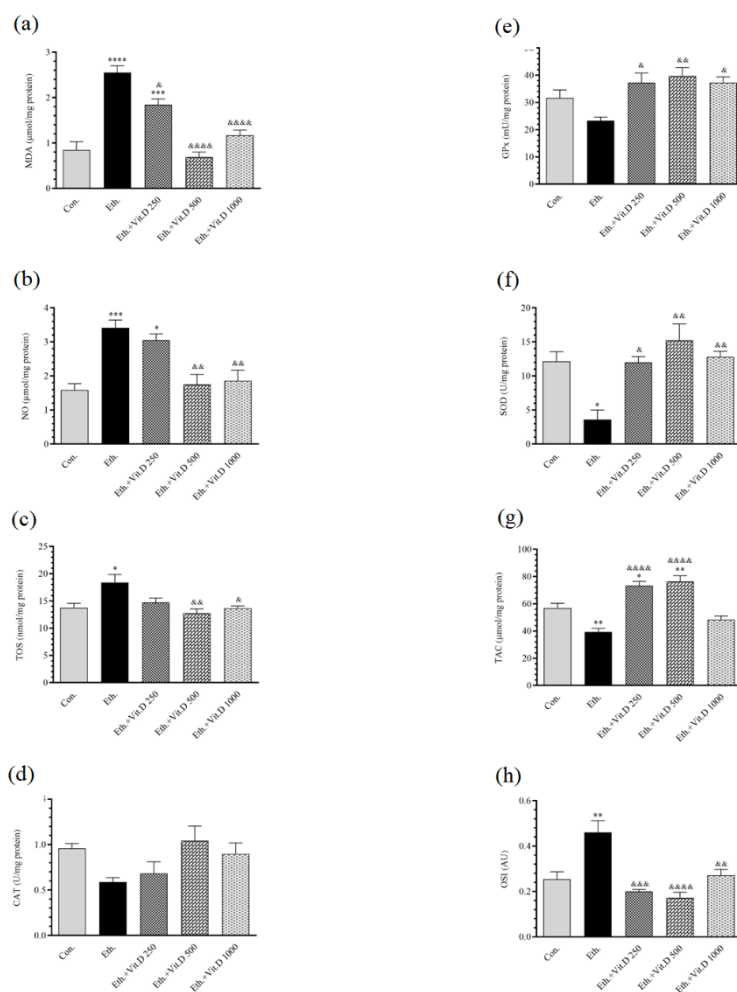 (a)
MDA (µmol/mg protein)
3
2
1
0
****
&
***
&&&&
&&&&
Con.
Eth.
Eth.+Vit.D 250
Eth.+Vit.D 500
Eth.+Vit.D 1000
(b)
NO (µmol/mg protein)
4
3
2
1
0
***
*
&&
&&
Con.
Eth.
Eth.+Vit.D 250
Eth.+Vit.D 500
Eth.+Vit.D 1000
(c)
TOS (nmol/mg protein)
25
20
15
10
5
0
*
&&
&
Con.
Eth.
Eth.+Vit.D 250
Eth.+Vit.D 500
Eth.+Vit.D 1000
(d)
CAT (U/mg protein)
1.0
0.5
0.0
Con.
Eth.
Eth.+Vit.D 250
Eth.+Vit.D 500
Eth.+Vit.D 1000
(e)
GPx (mU/mg protein)
40
30
20
10
0
&
&&
&
Con.
Eth.
Eth.+Vit.D 250
Eth.+Vit.D 500
Eth.+Vit.D 1000
(f)
SOD (U/mg protein)
20
15
10
5
0
*
&
&&
&&
Con.
Eth.
Eth.+Vit.D 250
Eth.+Vit.D 500
Eth.+Vit.D 1000
(g)
TAC (µmol/mg protein)
100
80
60
40
20
0
**
&&&&
*
&&&&
**
Con.
Eth.
Eth.+Vit.D 250
Eth.+Vit.D 500
Eth.+Vit.D 1000
(h)
OSI (AU)
0.6
0.4
0.2
0.0
**
&&&
&&&&
&&
Con.
Eth.
Eth.+Vit.D 250
Eth.+Vit.D 500
Eth.+Vit.D 1000